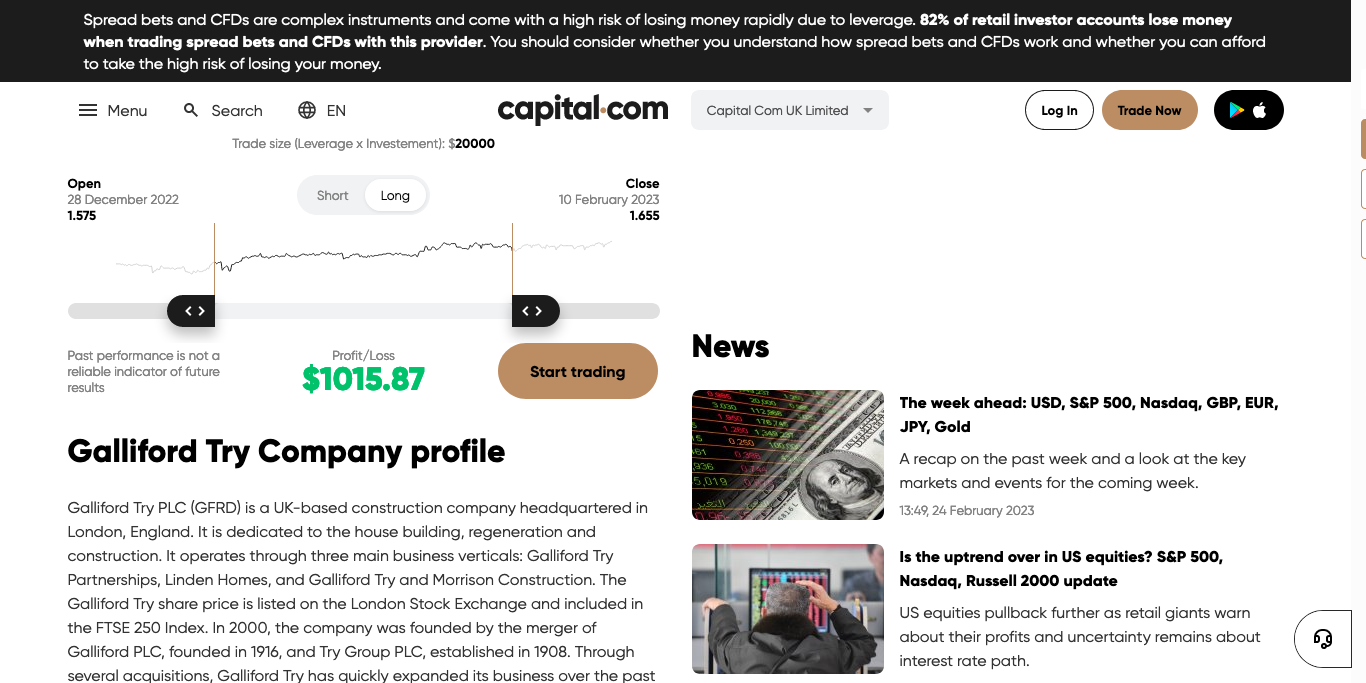 Spread bets and CFDs are complex instruments and come with a high risk of losing money rapidly due to leverage. 82% of retail investor accounts lose money
when trading spread bets and CFDs with this provider. You should consider whether you understand how spread bets and CFDs work and whether you can afford
to take the high risk of losing your money.
Menu
Search
EN
capital.com
Capital Com UK Limited
Log In
Trade Now
Trade size (Leverage x Investement): $20000
Open
28 December 2022
1.575
Short
Long
Close
10 February 2023
1.655
Past performance is not a
reliable indicator of future
results
Profit/Loss
$1015.87
Start trading
Galliford Try Company profile
Galliford Try PLC (GFRD) is a UK-based construction company headquartered in
London, England. It is dedicated to the house building, regeneration and
construction. It operates through three main business verticals: Galliford Try
Partnerships, Linden Homes, and Galliford Try and Morrison Construction. The
Galliford Try share price is listed on the London Stock Exchange and included in
the FTSE 250 Index. In 2000, the company was founded by the merger of
Galliford PLC, founded in 1916, and Try Group PLC, established in 1908. Through
several acquisitions, Galliford Try has quickly expanded its business over the past
News
The week ahead: USD, S&P 500, Nasdaq, GBP, EUR,
JPY, Gold
A recap on the past week and a look at the key
markets and events for the coming week.
13:49, 24 February 2023
Is the uptrend over in US equities? S&P 500,
Nasdaq, Russell 2000 update
US equities pullback further as retail giants warn
about their profits and uncertainty remains about
interest rate path.